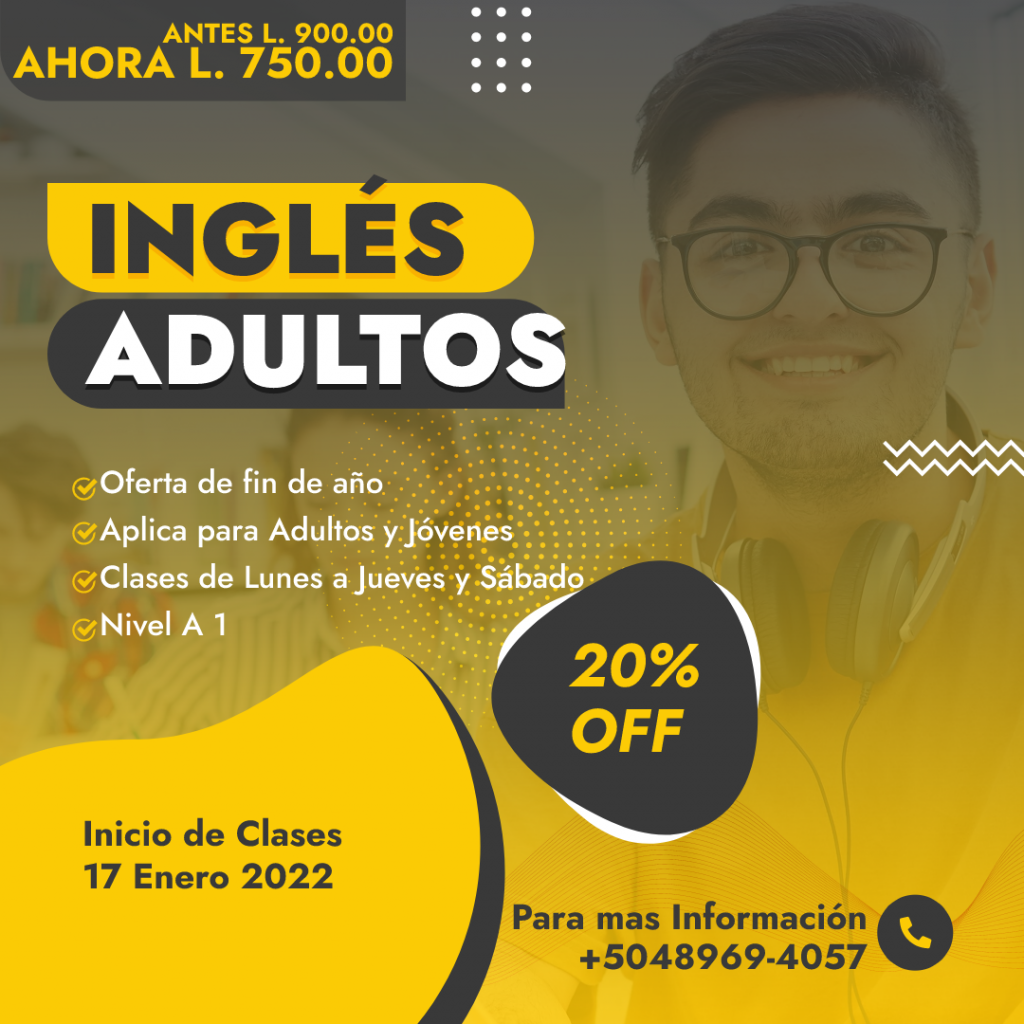 ANTES L. 900.00
AHORA L. 750.00
INGLÉS
ADULTOS
Oferta de fin de año
Aplica para Adultos y Jóvenes
Clases de Lunes a Jueves y Sábado
Nivel A 1
20%
OFF
Inicio de Clases
17 Enero 2022
Para mas Información
+5048969-4057